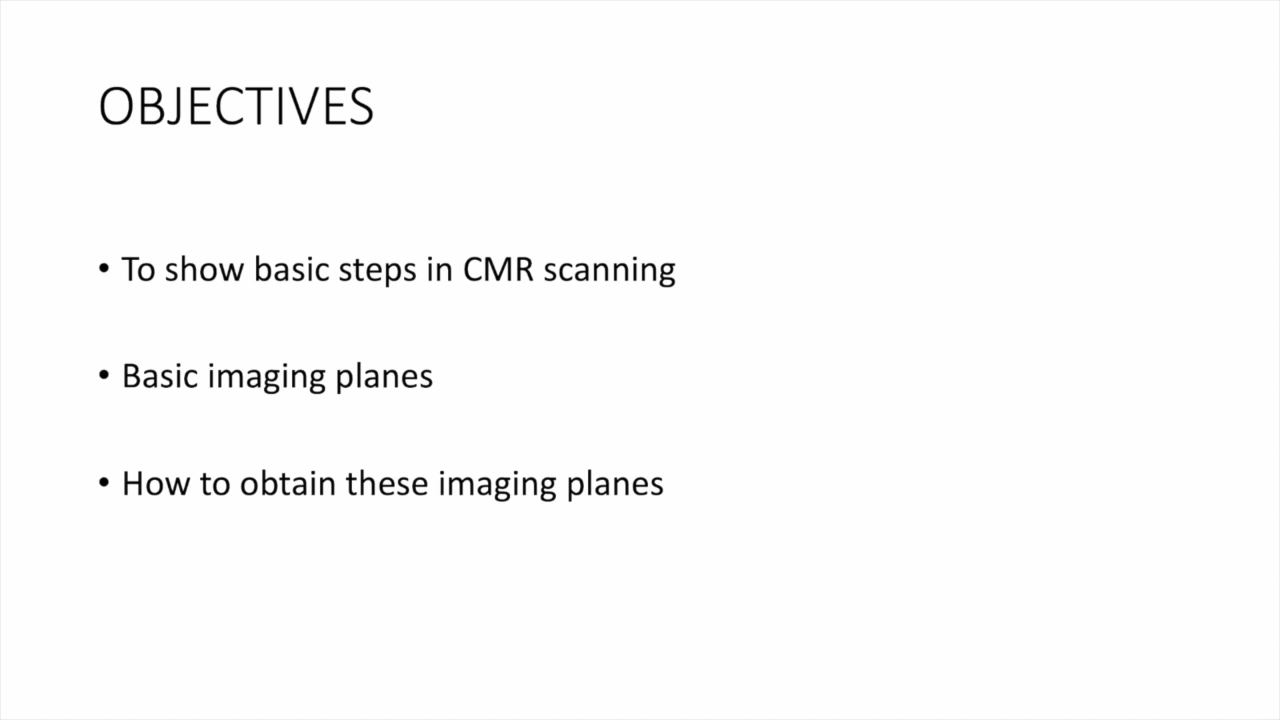 OBJECTIVES
• To show basic steps in CMR scanning
• Basic imaging planes
• How to obtain these imaging planes